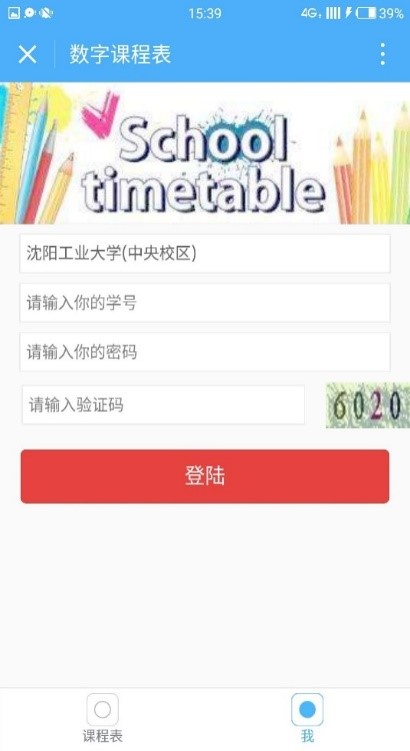 15:39
4G
39%
数字课程表
School
timetable
沈阳工业大学(中央校区)
请输入你的学号
请输入你的密码
请输入验证码
6020
登陆
课程表
我